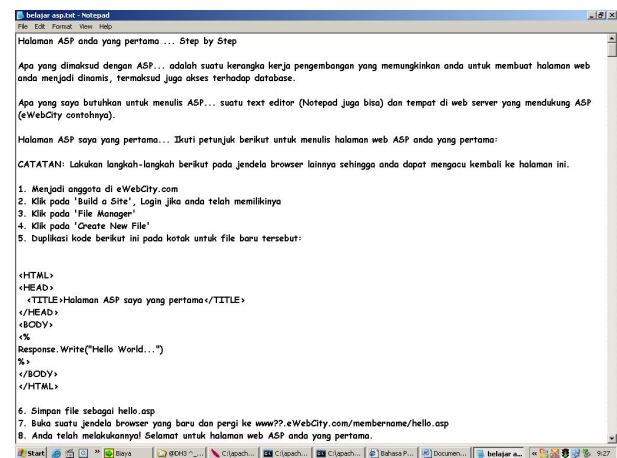 belajar asp.txt - Notepad
File Edit Format View Help
Halaman ASP anda yang pertama ... Step by Step
Apa yang dimaksud dengan ASP... adalah suatu kerangka kerja pengembangan yang memungkinkan anda untuk membuat halaman web
anda menjadi dinamis, termaksud juga akses terhadap database.
Apa yang saya butuhkan untuk menulis ASP... suatu text editor (Notepad juga bisa) dan tempat di web server yang mendukung ASP
(eWebCity contohnya).
Halaman ASP saya yang pertama... Ikuti petunjuk berikut untuk menulis halaman web ASP anda yang pertama:
CATATAN: Lakukan langkah-langkah berikut pada jendela browser lainnya sehingga anda dapat mengacu kembali ke halaman ini.
1. Menjadi anggota di eWebCity.com
2. Klik pada 'Build a Site', Login jika anda telah memilikinya
3. Klik pada 'File Manager'
4. Klik pada 'Create New File'
5. Duplikasi kode berikut ini pada kotak untuk file baru tersebut:
<HTML>
<HEAD>
<TITLE>Halaman ASP saya yang pertama</TITLE>
</HEAD>
<BODY>
<%
Response.Write("Hello World...")
%>
</BODY>
</HTML>
6. Simpan file sebagai hello.asp
7. Buka suatu jendela browser yang baru dan pergi ke www??.eWebCity.com/membername/hello.asp
8. Anda telah melakukannya! Selamat untuk halaman web ASP anda yang pertama.
Start » Biaya @DH3 ^_... C:\apach... C:\apach... C:\apach... Bahasa P... Documen... belajar a... « 9:27